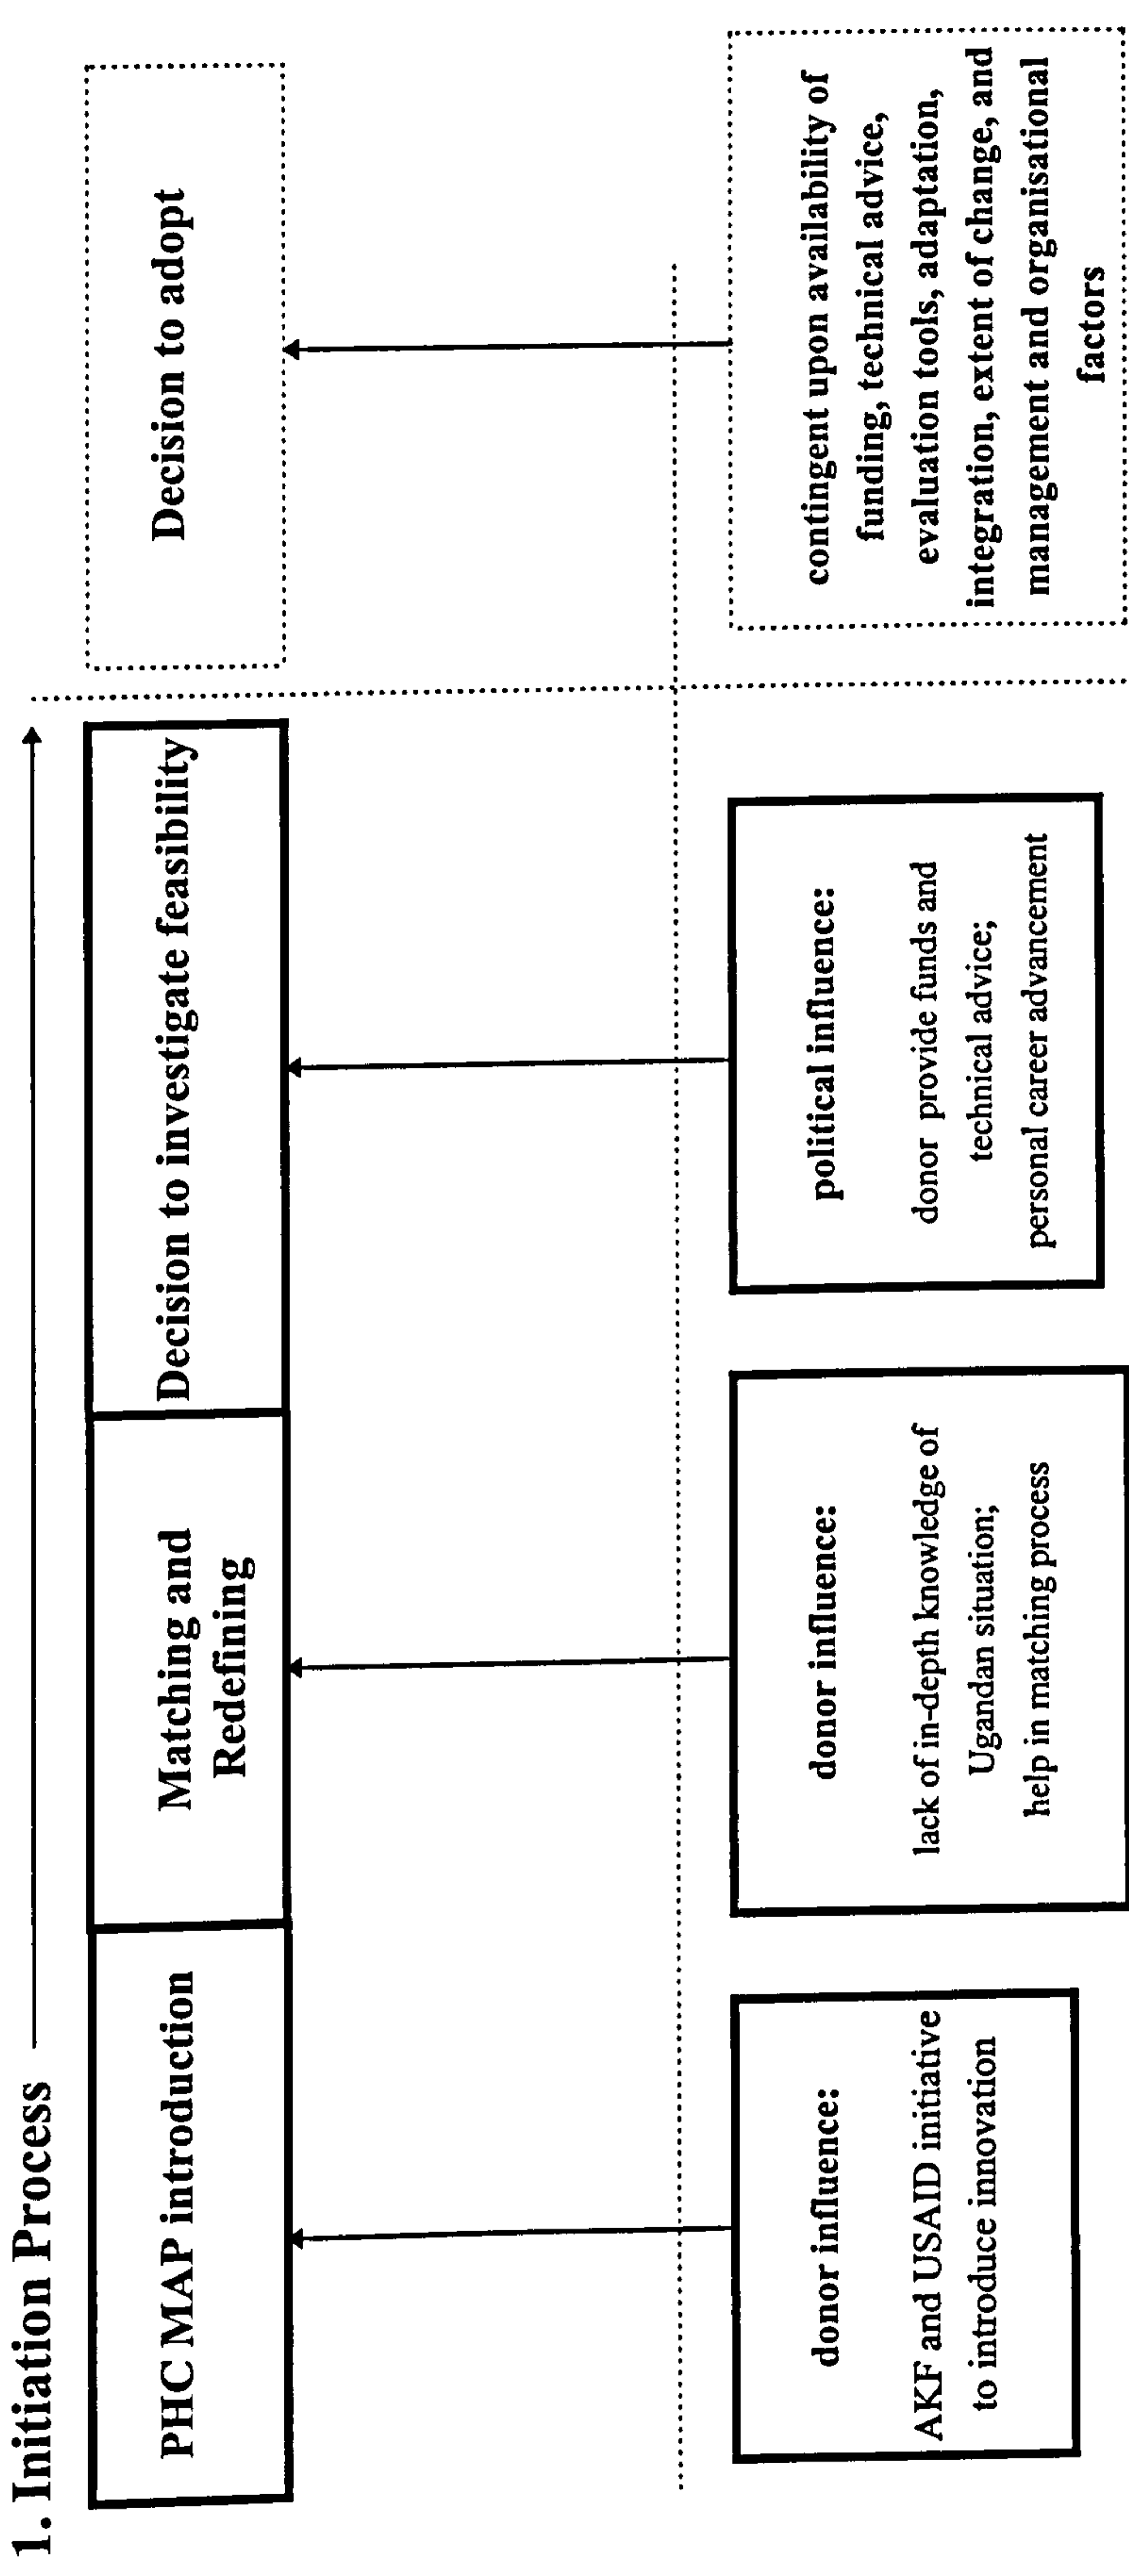 1. Initiation Process
PHC MAP introduction
Matching and
Redefining
Decision to investigate feasibility
Decision to adopt
donor influence:
AKF and USAID initiative
to introduce innovation
donor influence:
lack of in-depth knowledge of
Ugandan situation;
help in matching process
political influence:
donor provide funds and
technical advice;
personal career advancement
contingent upon availability of
funding, technical advice,
evaluation tools, adaptation,
integration, extent of change, and
management and organisational
factors